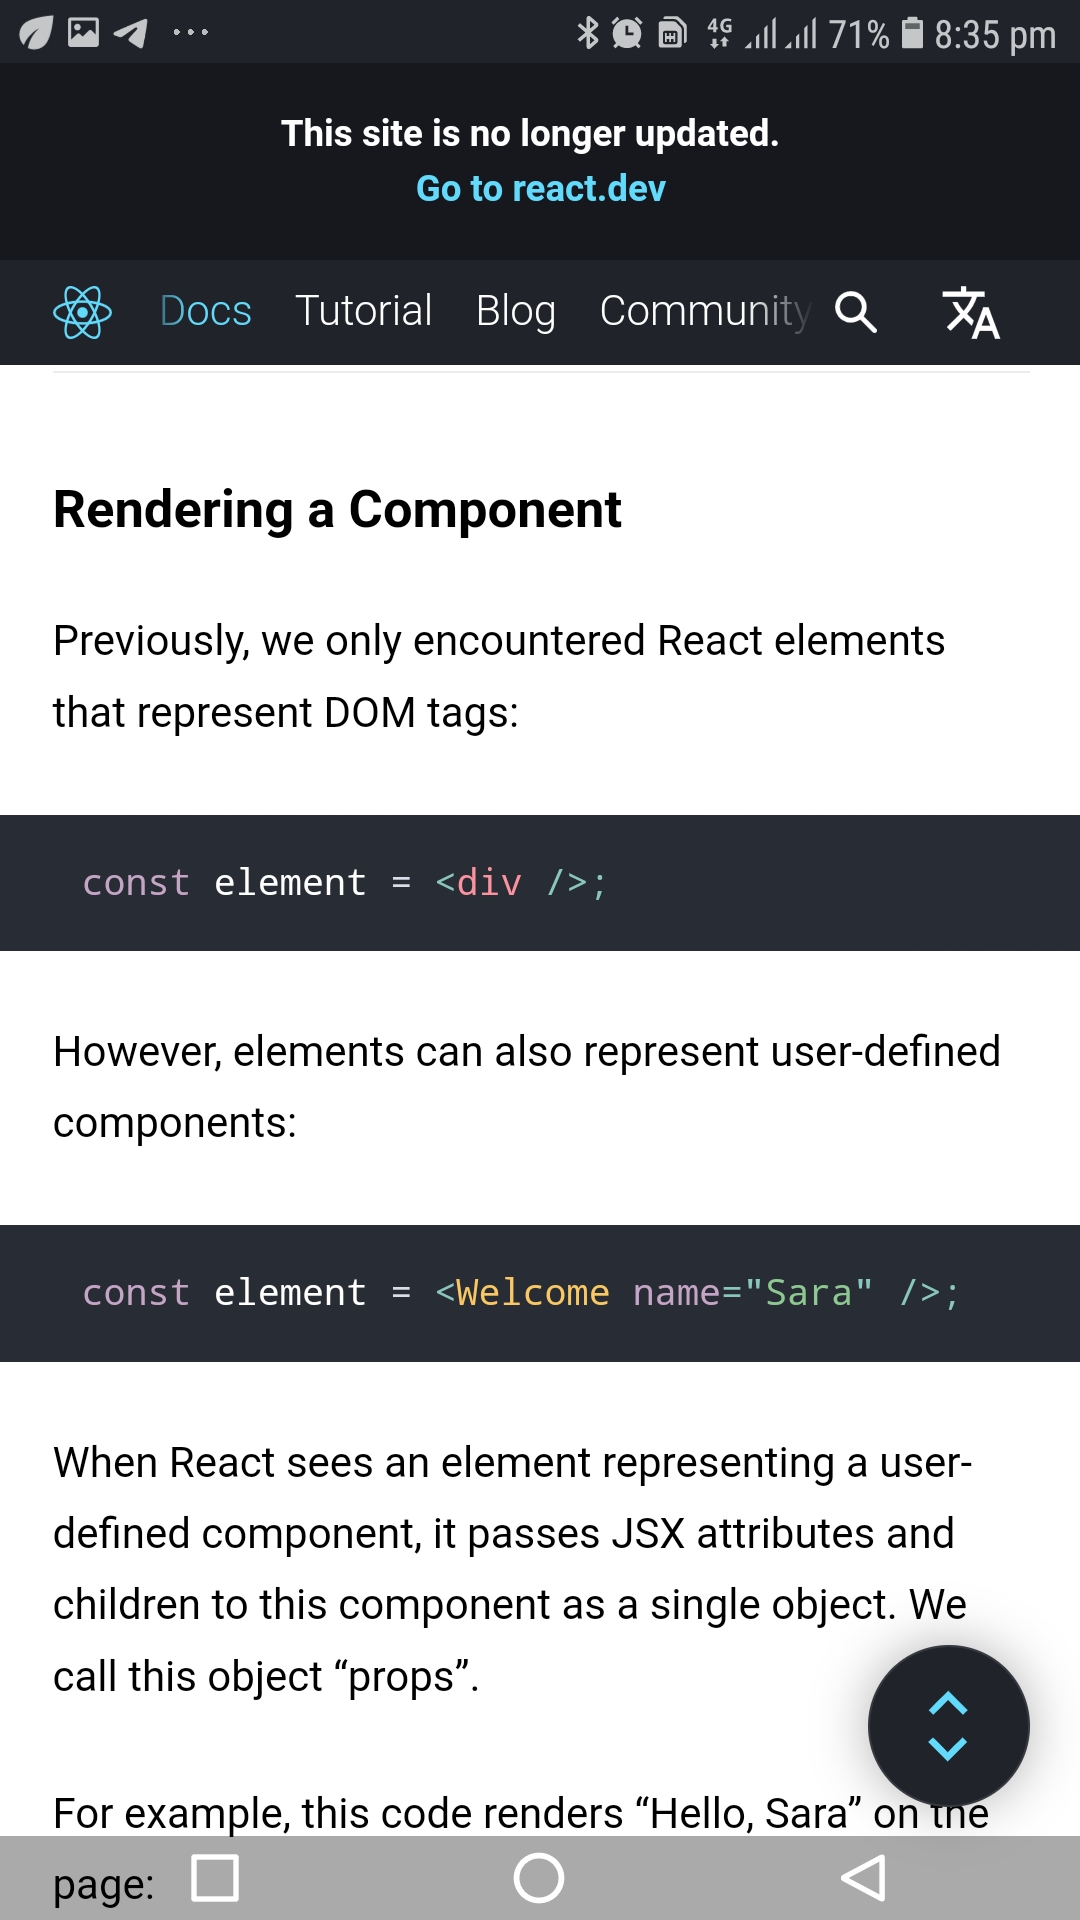 4G 71% 8:35 pm
This site is no longer updated.
Go to react.dev
Docs Tutorial Blog Community
Rendering a Component
Previously, we only encountered React elements
that represent DOM tags:
const element = <div />;
However, elements can also represent user-defined
components:
const element = <Welcome name="Sara" />;
When React sees an element representing a user-
defined component, it passes JSX attributes and
children to this component as a single object. We
call this object “props”.
For example, this code renders “Hello, Sara” on the
page: